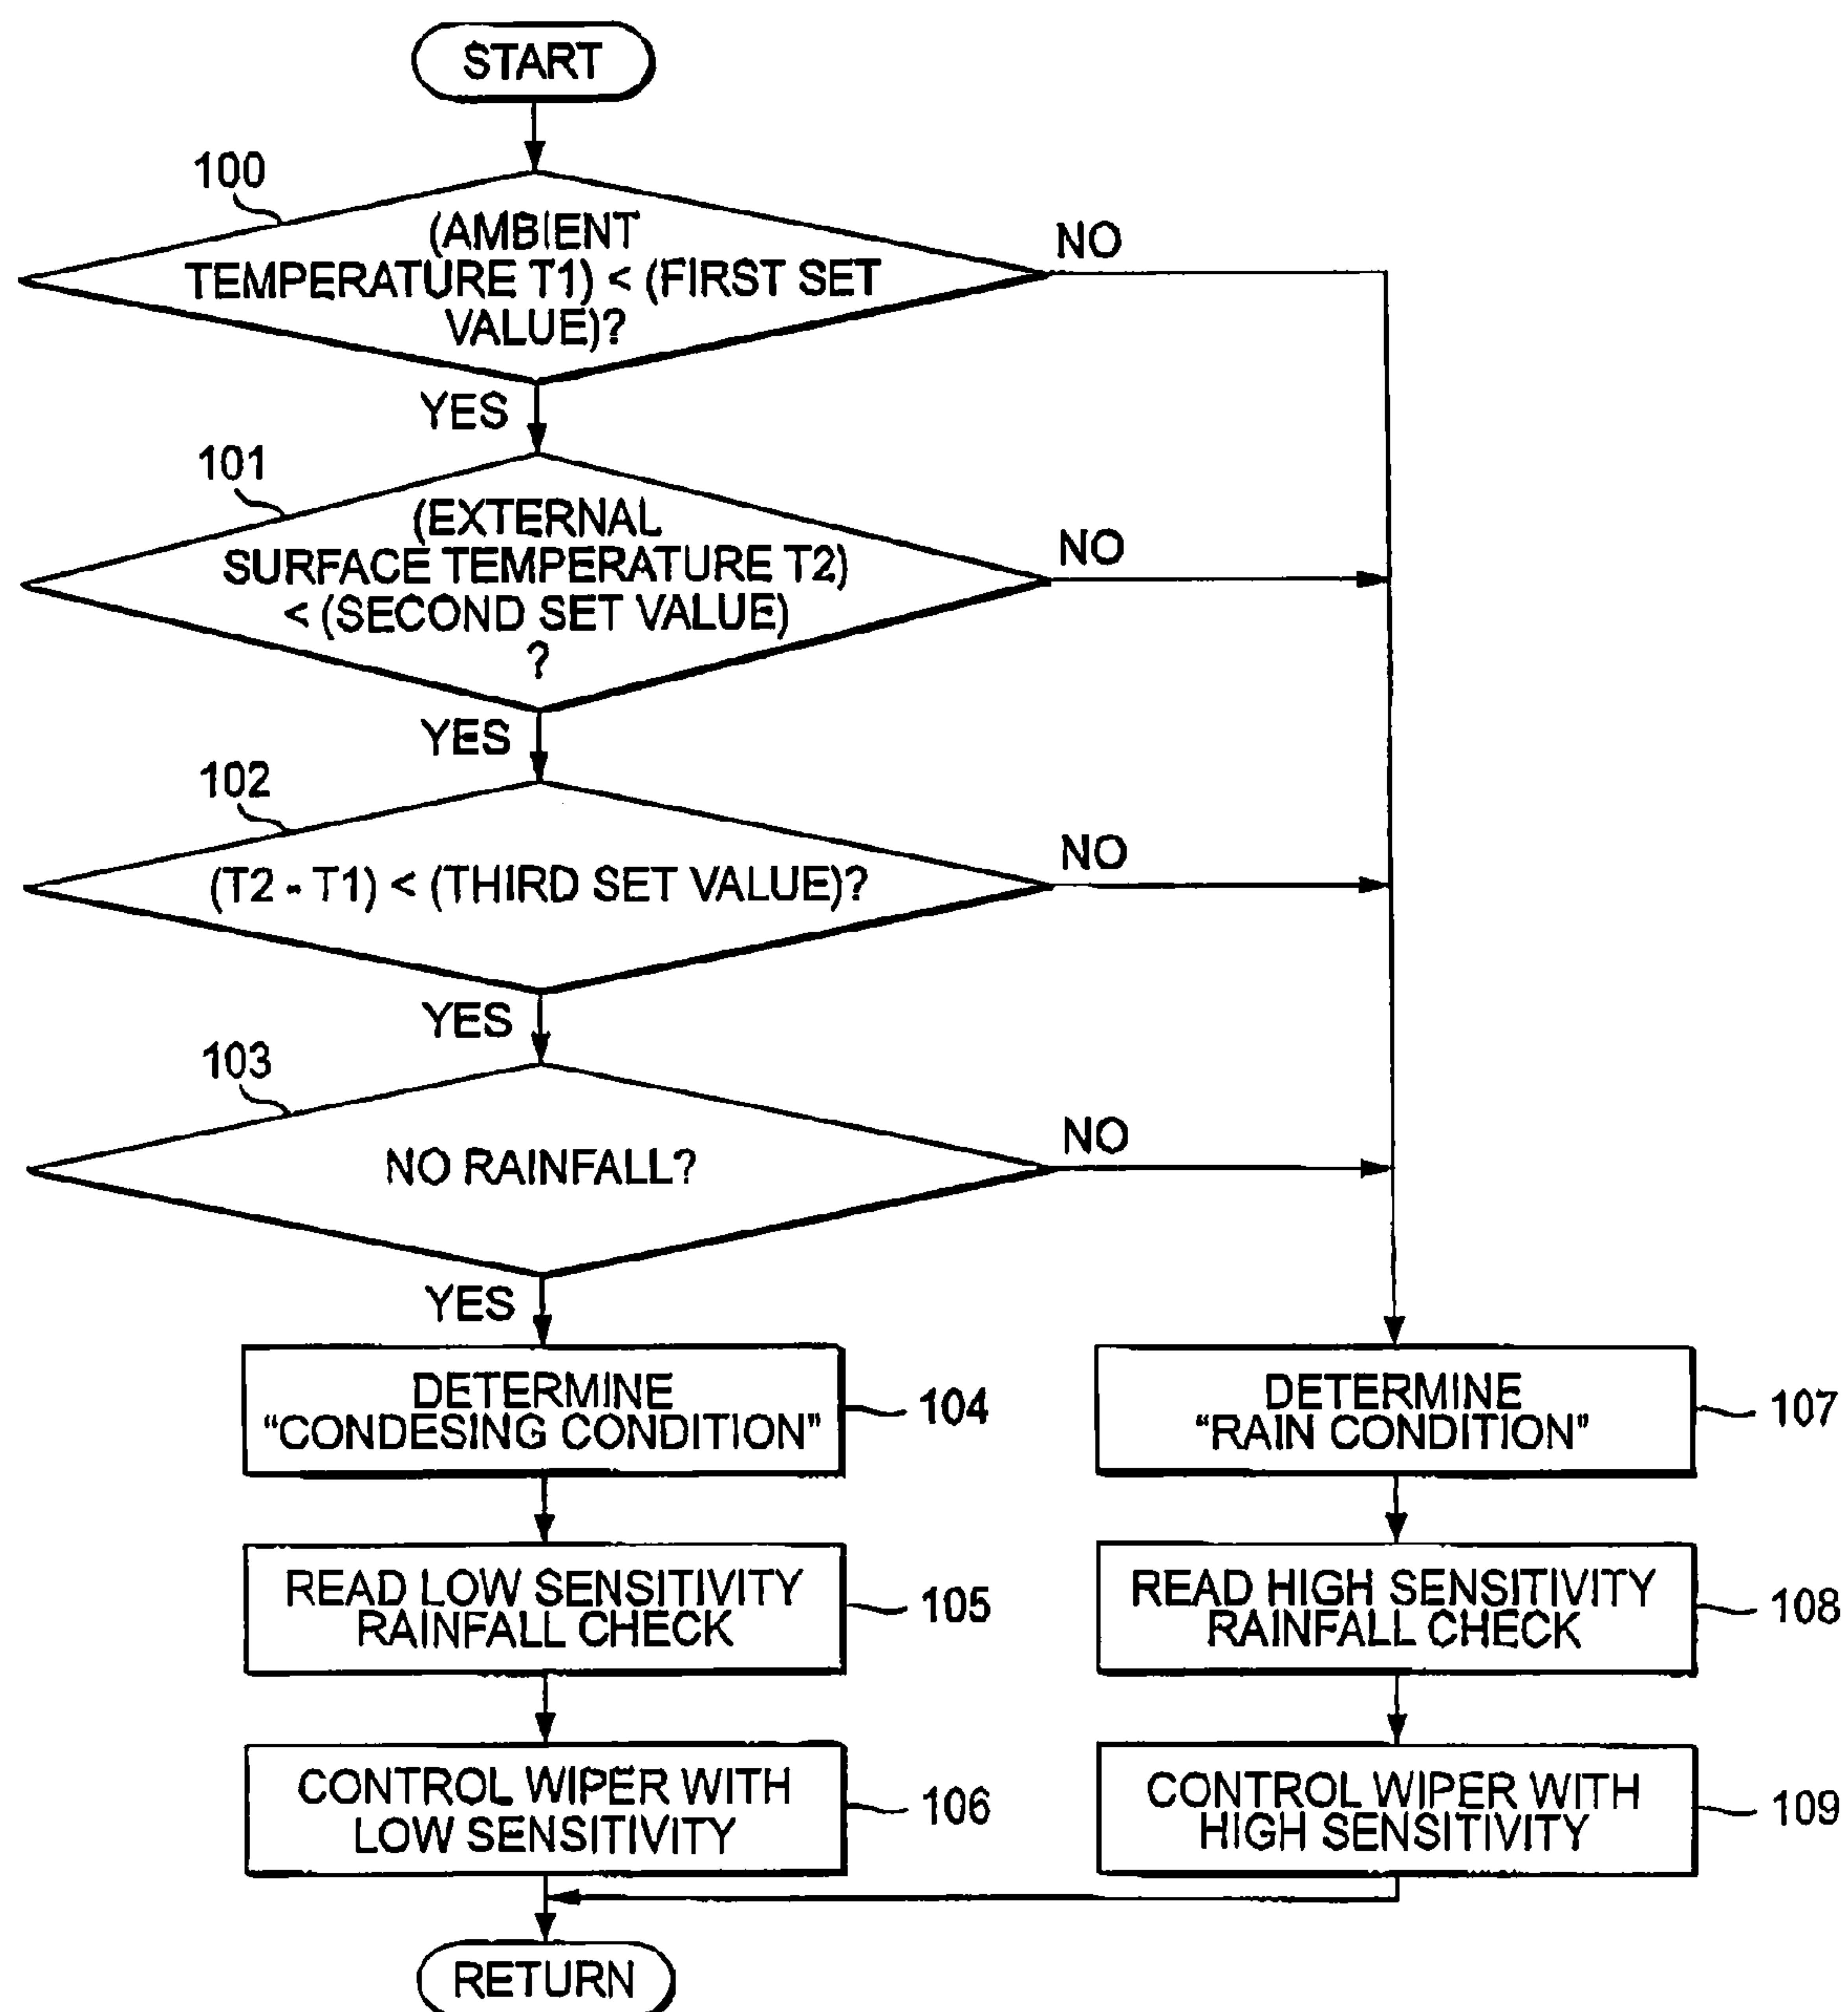 START
100
(AMBIENT
TEMPERATURE T1) < (FIRST SET
VALUE)?
NO
YES
101
(EXTERNAL
SURFACE TEMPERATURE T2)
< (SECOND SET VALUE)
?
NO
YES
102
(T2 - T1) < (THIRD SET VALUE)?
NO
YES
103
NO RAINFALL?
NO
YES
DETERMINE
“CONDESING CONDITION”
104
DETERMINE
“RAIN CONDITION”
107
READ LOW SENSITIVITY
RAINFALL CHECK
105
READ HIGH SENSITIVITY
RAINFALL CHECK
108
CONTROL WIPER WITH
LOW SENSITIVITY
106
CONTROL WIPER WITH
HIGH SENSITIVITY
109
RETURN